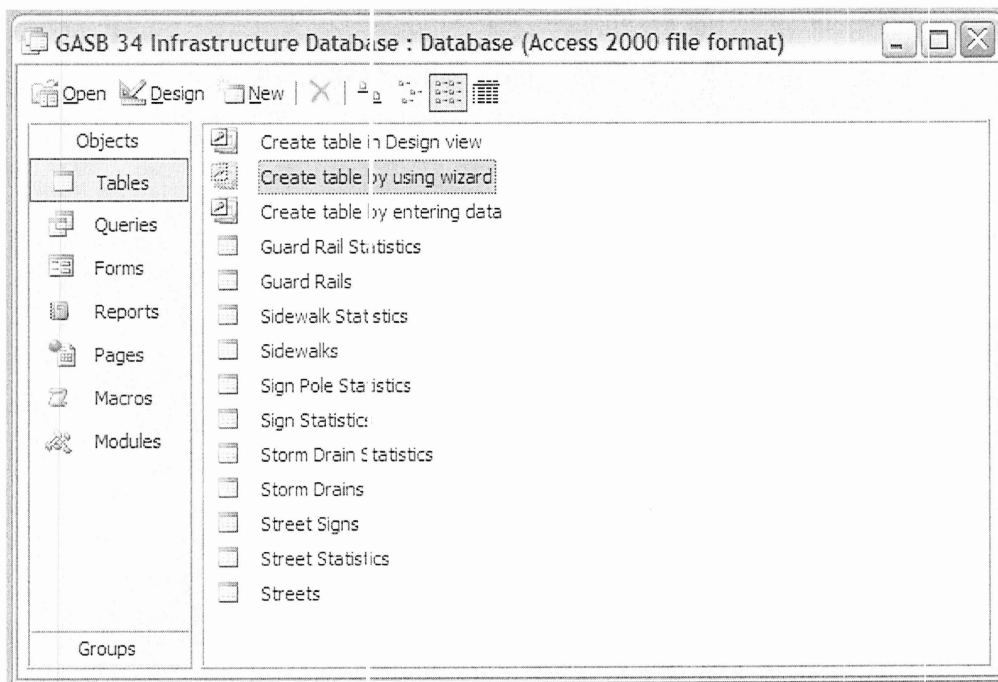 GASB 34 Infrastructure Database : Database (Access 2000 file format)
Open Design New
Objects
Tables
Queries
Forms
Reports
Pages
Macros
Modules
Groups
Create table in Design view
Create table by using wizard
Create table by entering data
Guard Rail Statistics
Guard Rails
Sidewalk Statistics
Sidewalks
Sign Pole Statistics
Sign Statistics
Storm Drain Statistics
Storm Drains
Street Signs
Street Statistics
Streets